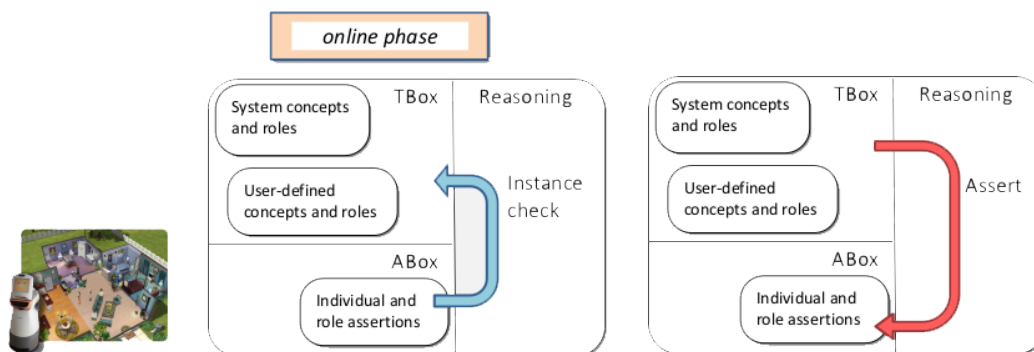 online phase
System concepts
and roles
TBox
Reasoning
User-defined
concepts and roles
Instance
check
ABox
Individual and
role assertions
System concepts
and roles
TBox
Reasoning
User-defined
concepts and roles
Assert
ABox
Individual and
role assertions